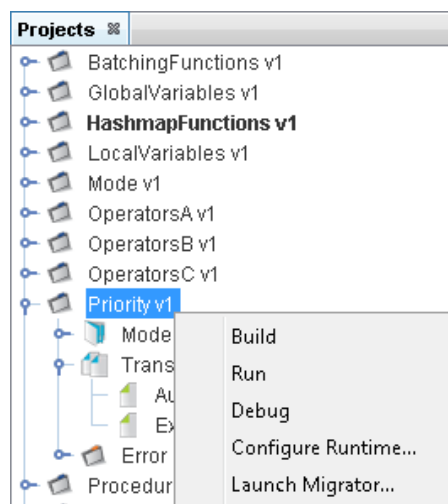 Projects
BatchingFunctions v1
GlobalVariables v1
HashmapFunctions v1
LocalVariables v1
Mode v1
OperatorsA v1
OperatorsB v1
OperatorsC v1
Priority v1
Mode
Build
Trans
Run
Au
Debug
Ex
Configure Runtime...
Error
Launch Migrator...
Procedur